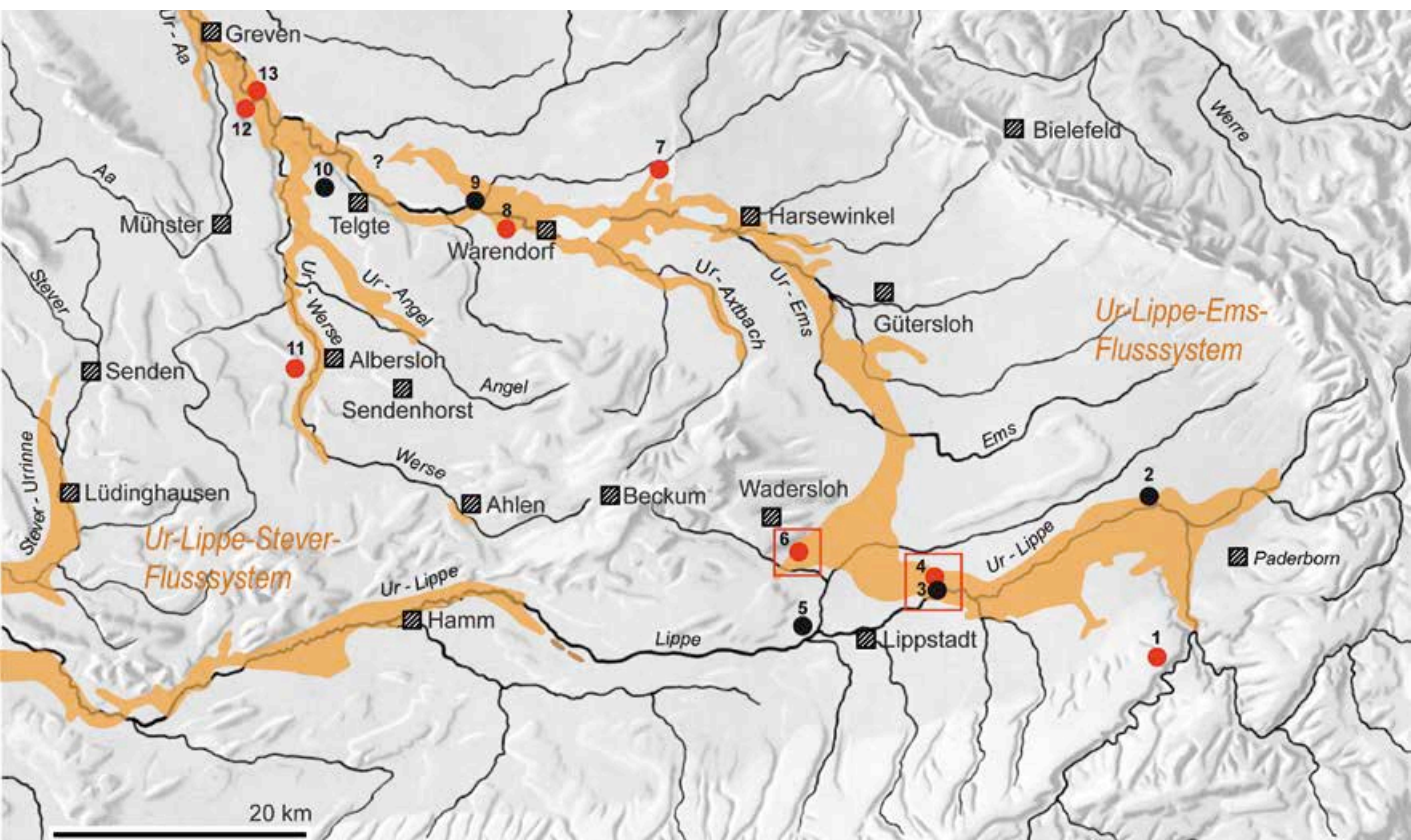 Ur - Aa
Greven
13
12
Werre
Bielefeld
7
?
10
9
Aa
Münster
Telgte
8
Warendorf
Harsewinkel
Stever
Ur - Werse
Ur - Angel
Ur - Axtbach
Ur - Ems
Gütersloh
Ur-Lippe-Ems-
Flusssystem
11
Albersloh
Senden
Angel
Sendenhorst
Ems
Stever - Urrinne
Werse
Lüdinghausen
Ahlen
Beckum
Wadersloh
2
Ur-Lippe-Stever-
Flusssystem
6
Ur - Lippe
Paderborn
4
3
Ur - Lippe
Hamm
5
Lippe
Lippstadt
1
20 km